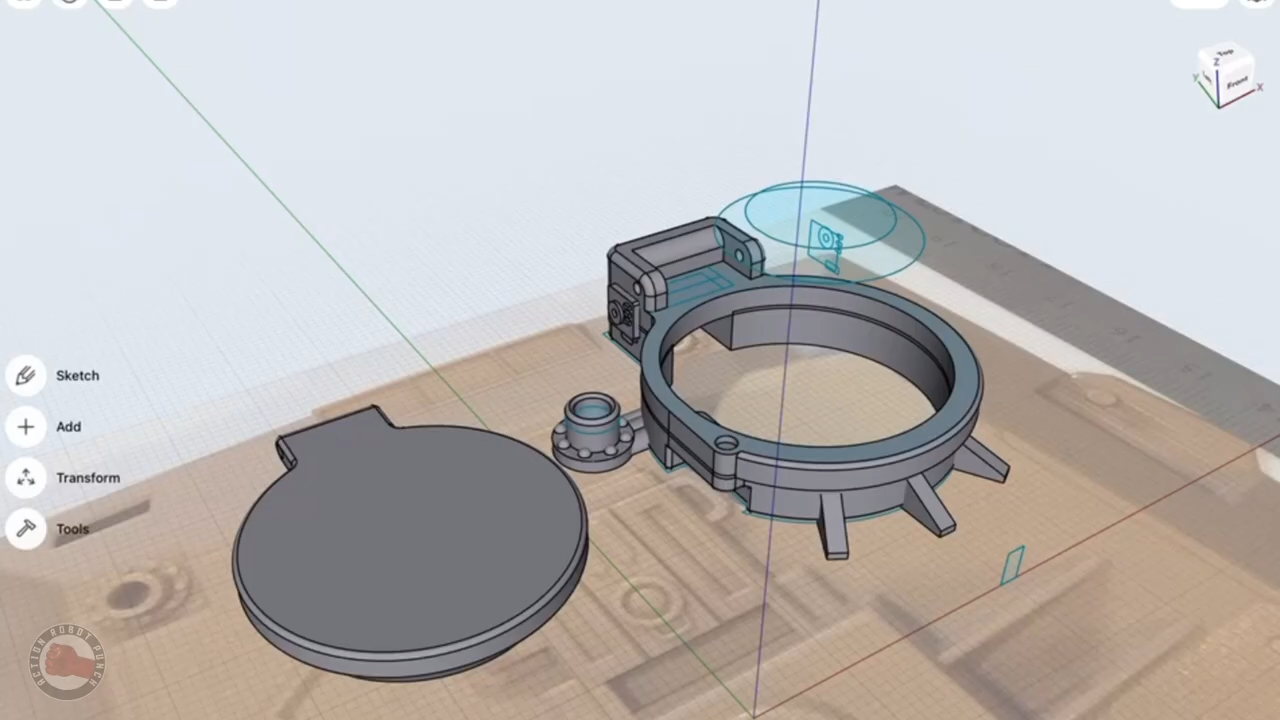 Top
Front
Z
Y
X
Sketch
Add
Transform
Tools
ACTION ROBOT PUNCH